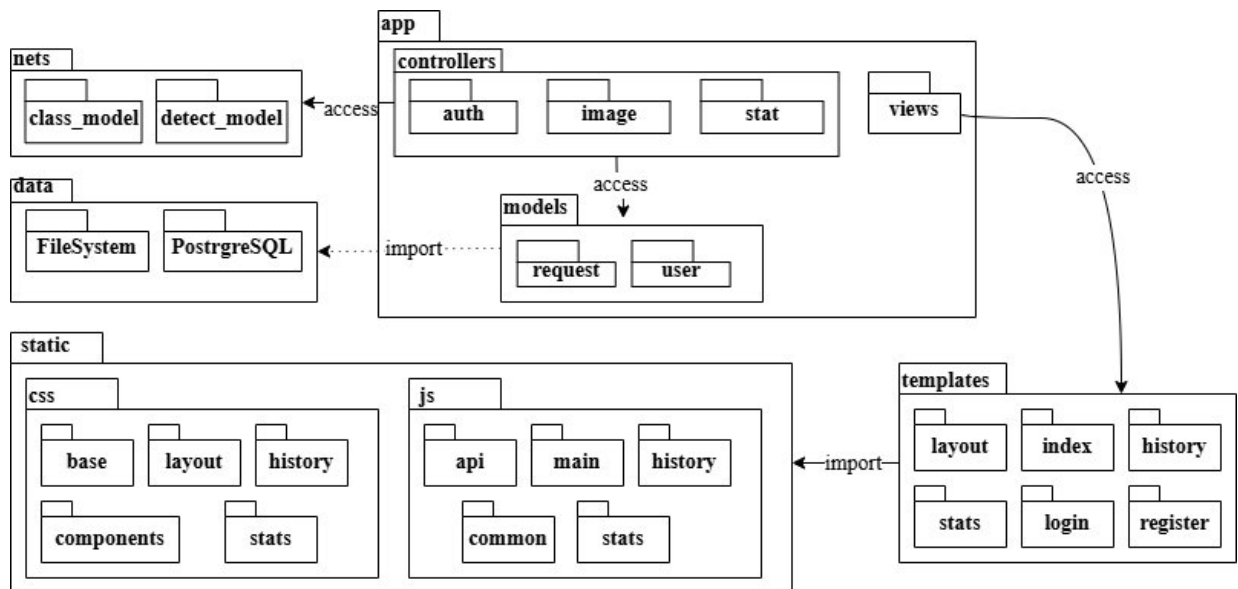 app
nets
controllers
class_model
detect_model
access
auth
image
stat
views
access
access
data
FileSystem
PostrgreSQL
import
models
request
user
static
css
base
layout
history
components
stats
js
api
main
history
common
stats
import
templates
layout
index
history
stats
login
register